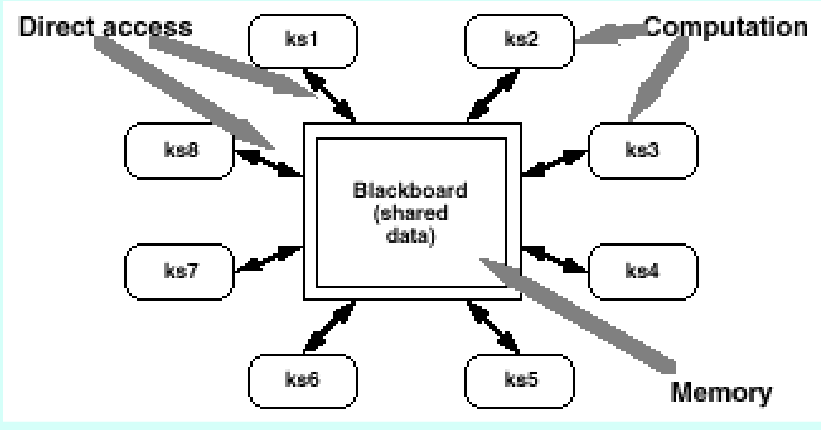 Direct access
ks1
ks2
Computation
ks8
ks3
Blackboard
(shared
data)
ks7
ks4
ks6
ks5
Memory